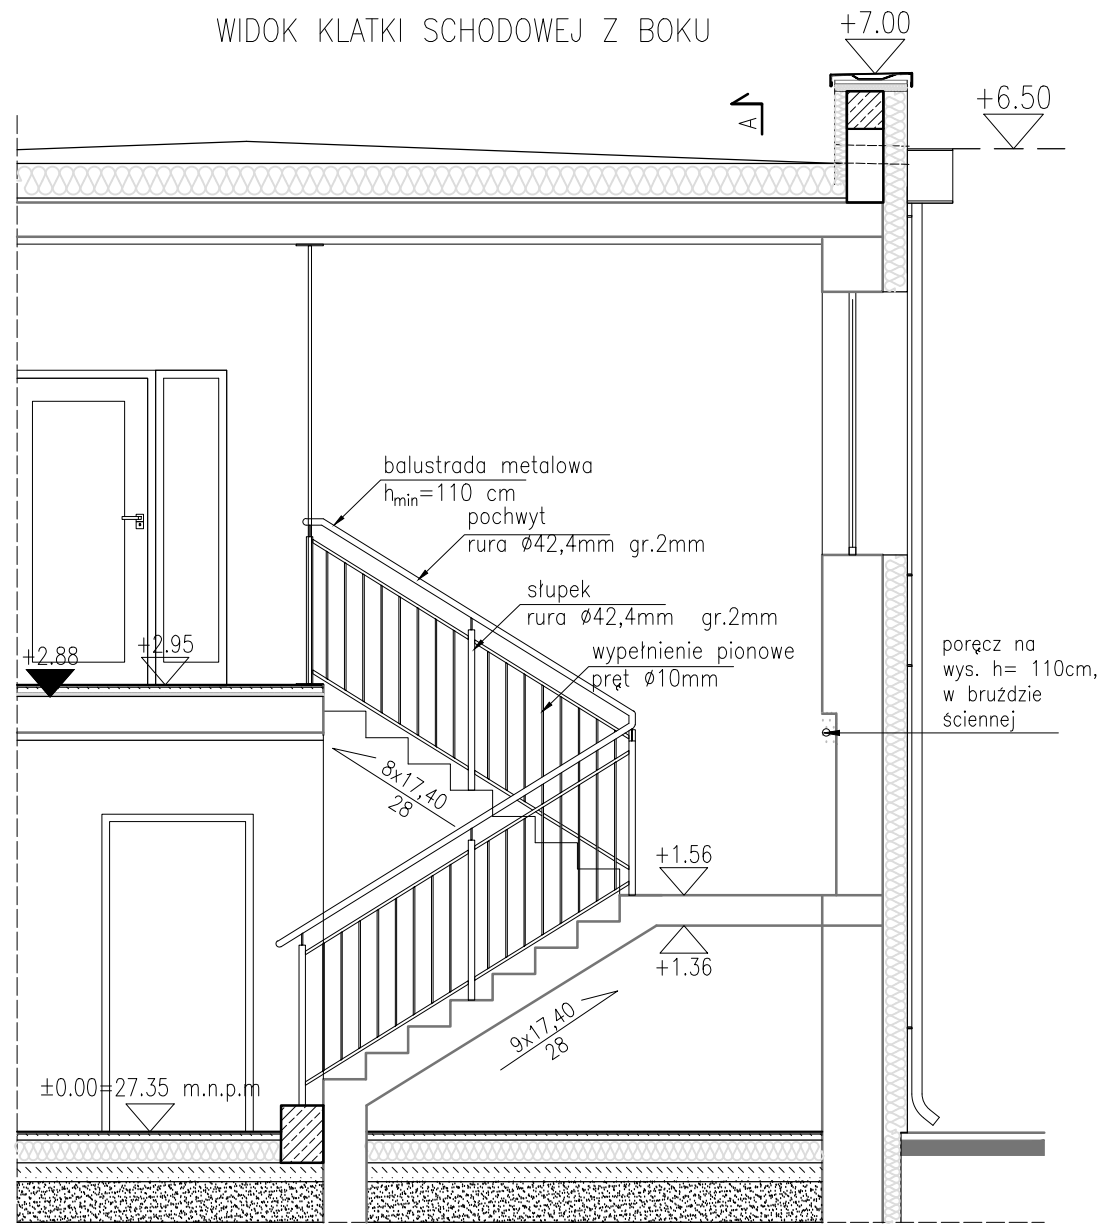 WIDOK KLATKI SCHODOWEJ Z BOKU
+7.00
+6.50
A
balustrada metalowa
hmin=110 cm
pochwyt
rura ø42,4mm gr.2mm
słupek
rura ø42,4mm gr.2mm
wypełnienie pionowe
pręt ø10mm
+2.88
+2.95
poręcz na
wys. h= 110cm,
w bruździe
ściennej
8x17,40
28
+1.56
+1.36
9x17,40
28
±0.00=27.35 m.n.p.m